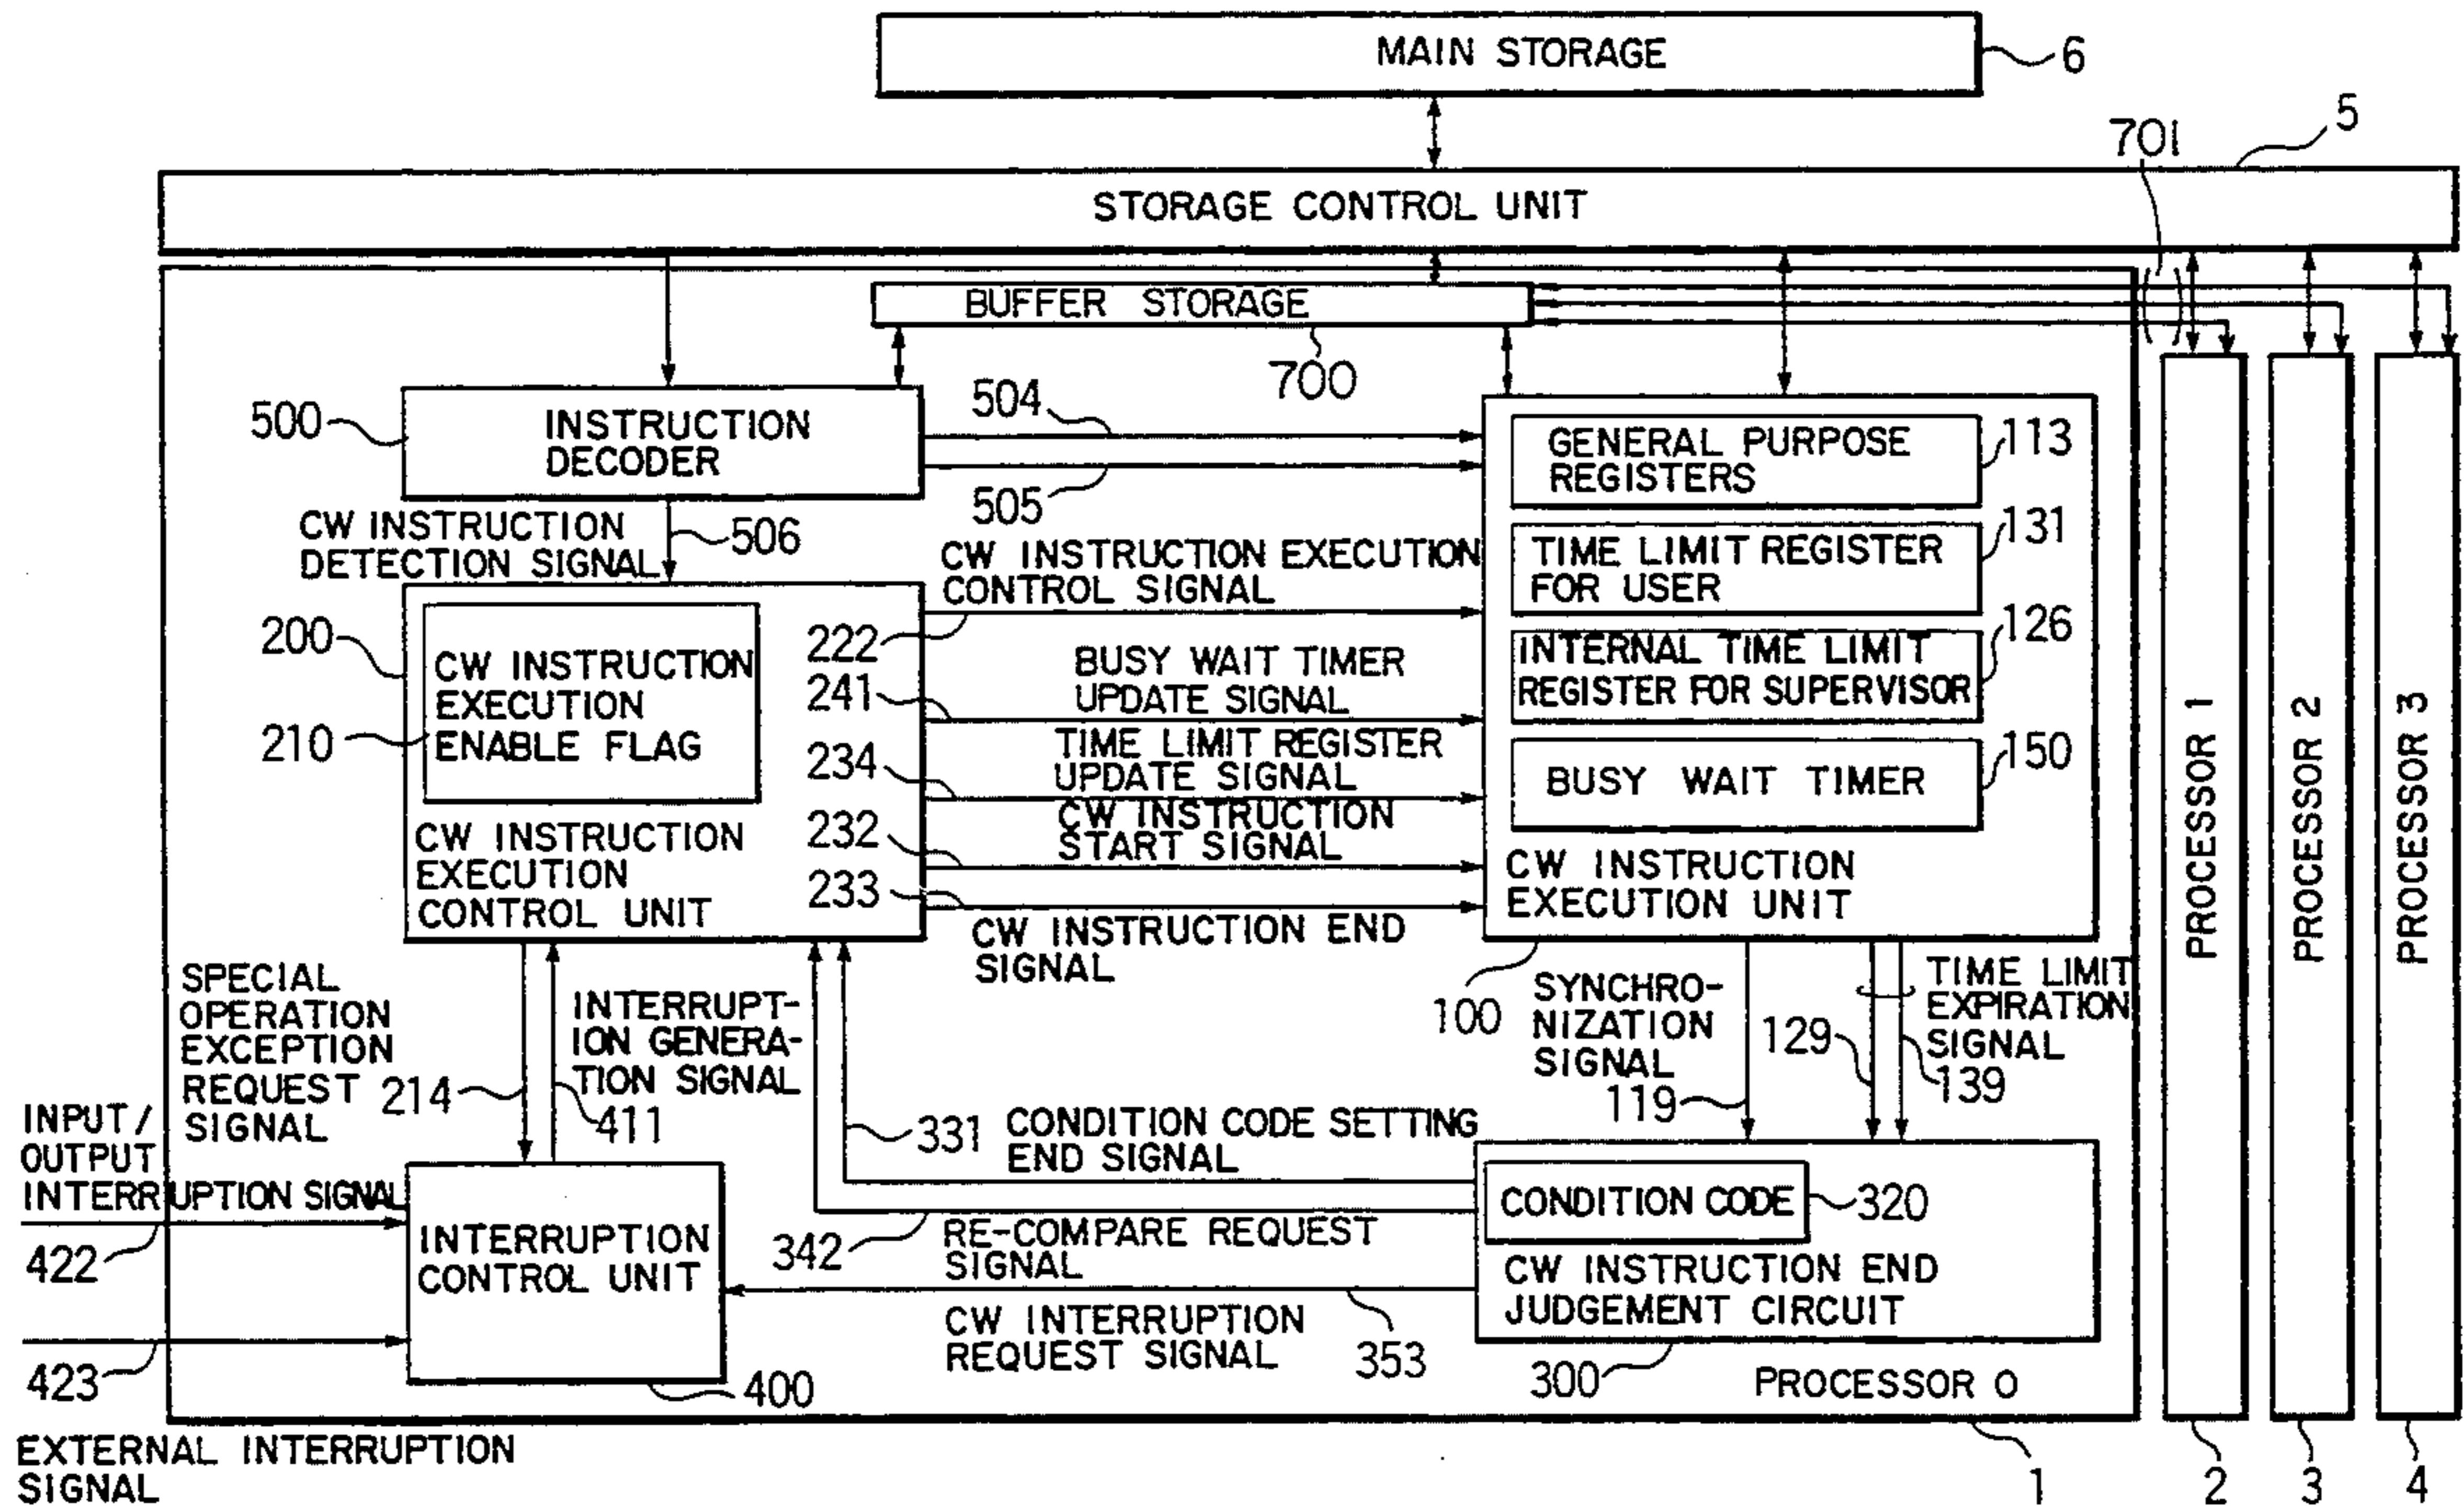 MAIN STORAGE
6
5
701
STORAGE CONTROL UNIT
BUFFER STORAGE
700
500
INSTRUCTION
DECODER
504
505
CW INSTRUCTION
DETECTION SIGNAL
506
GENERAL PURPOSE
REGISTERS
113
TIME LIMIT REGISTER
FOR USER
131
INTERNAL TIME LIMIT
REGISTER FOR SUPERVISOR
126
BUSY WAIT TIMER
150
CW INSTRUCTION
EXECUTION UNIT
100
CW INSTRUCTION EXECUTION
CONTROL SIGNAL
222
BUSY WAIT TIMER
UPDATE SIGNAL
241
TIME LIMIT REGISTER
UPDATE SIGNAL
234
CW INSTRUCTION
START SIGNAL
232
233
CW INSTRUCTION END
SIGNAL
200
CW INSTRUCTION
EXECUTION
ENABLE FLAG
210
CW INSTRUCTION
EXECUTION
CONTROL UNIT
SPECIAL
OPERATION
EXCEPTION
REQUEST
SIGNAL
214
INTERRUPT-
ION GENERA-
TION SIGNAL
411
SYNCHRO-
NIZATION
SIGNAL
119
129
TIME LIMIT
EXPIRATION
SIGNAL
139
331
CONDITION CODE SETTING
END SIGNAL
342
RE-COMPARE REQUEST
SIGNAL
CW INTERRUPTION
REQUEST SIGNAL
353
CONDITION CODE
320
CW INSTRUCTION END
JUDGEMENT CIRCUIT
300
INPUT/
OUTPUT
INTERRUPTION SIGNAL
422
423
INTERRUPTION
CONTROL UNIT
400
EXTERNAL INTERRUPTION
SIGNAL
PROCESSOR 0
1
PROCESSOR 1
2
PROCESSOR 2
3
PROCESSOR 3
4